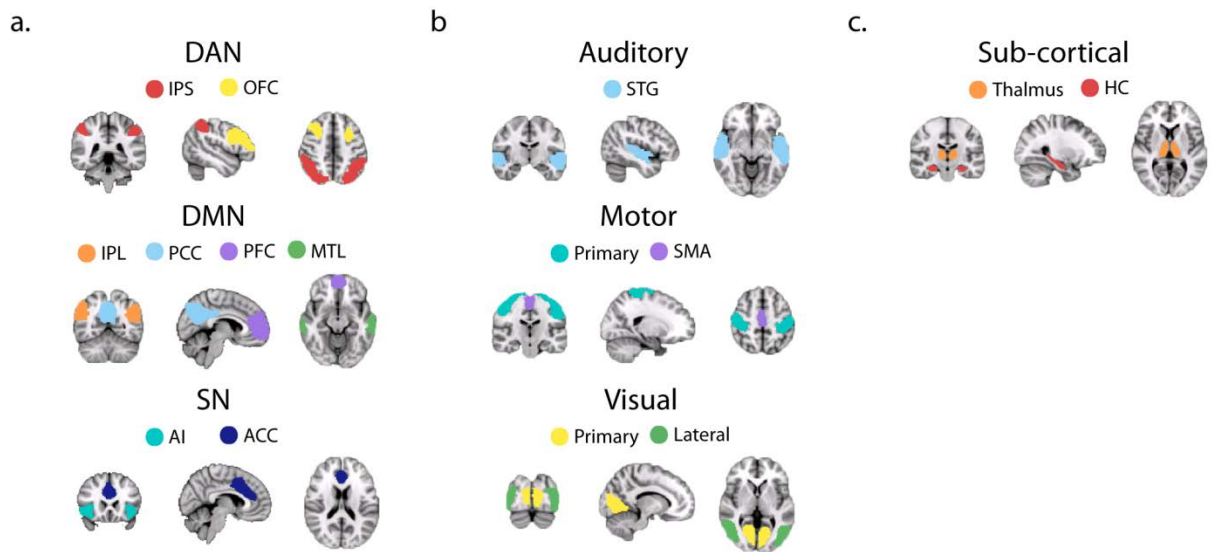 a.
DAN
IPS OFC
DMN
IPL PCC PFC MTL
SN
AI ACC
b
Auditory
STG
Motor
Primary SMA
Visual
Primary Lateral
c.
Sub-cortical
Thalmus HC